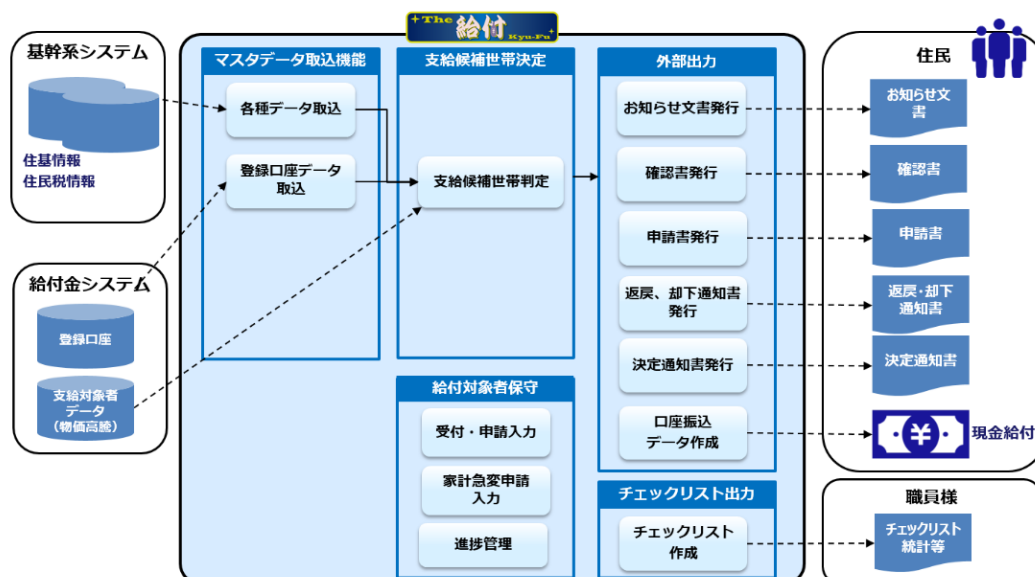 The 給付 Kyu-Fu
基幹系システム
住基情報
住民税情報
給付金システム
登録口座
支給対象者
データ
（物価高騰）
マスタデータ取込機能
各種データ取込
登録口座データ
取込
支給候補世帯決定
支給候補世帯判定
給付対象者保守
受付・申請入力
家計急変申請
入力
進捗管理
外部出力
お知らせ文書発行
確認書発行
申請書発行
返戻、却下通知書
発行
決定通知書発行
口座振込
データ作成
チェックリスト出力
チェックリスト
作成
住民
お知らせ文
書
確認書
申請書
返戻・却下
通知書
決定通知書
¥
現金給付
職員様
チェックリスト
統計等